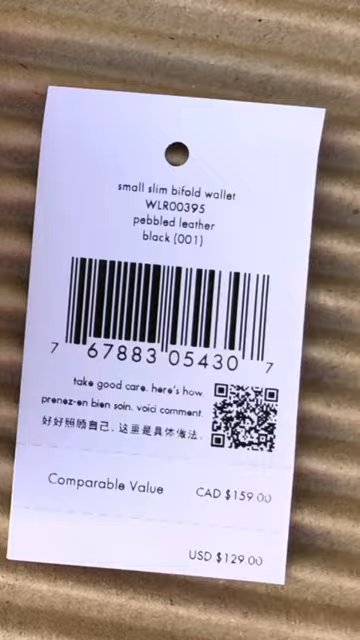 small slim bifold wallet
WLR00395
pebbled leather
black (001)
7 67883 05430 7
take good care. here's how.
prenez-en bien soin. voici comment.
好好照顾自己. 这里是具体做法.
Comparable Value CAD $159.00
USD $129.00